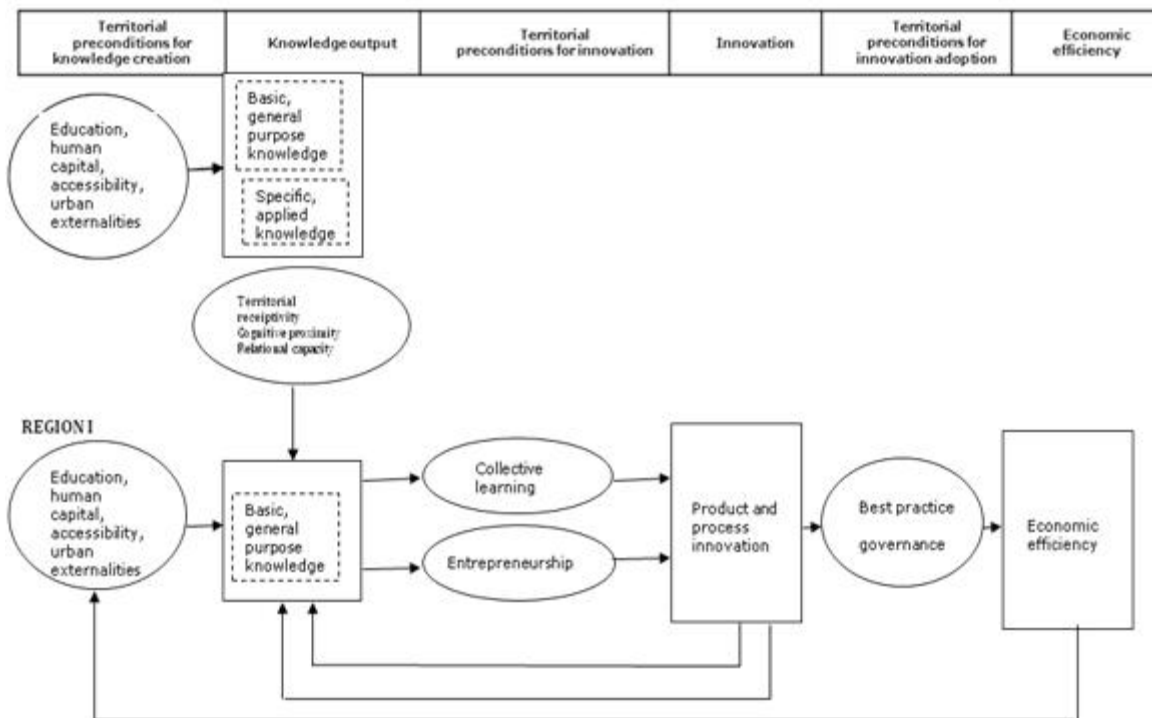 Territorial
preconditions for
knowledge creation
Knowledge output
Territorial
preconditions for innovation
Innovation
Territorial
preconditions for
innovation adoption
Economic
efficiency
Education,
human
capital,
accessibility,
urban
externalities
Basic,
general
purpose
knowledge
Specific,
applied
knowledge
Territorial
receiptivity
Cognitive proximity
Relational capacity
REGION I
Education,
human
capital,
accessibility,
urban
externalities
Basic,
general
purpose
knowledge
Collective
learning
Entrepreneurship
Product and
process
innovation
Best practice
governance
Economic
efficiency